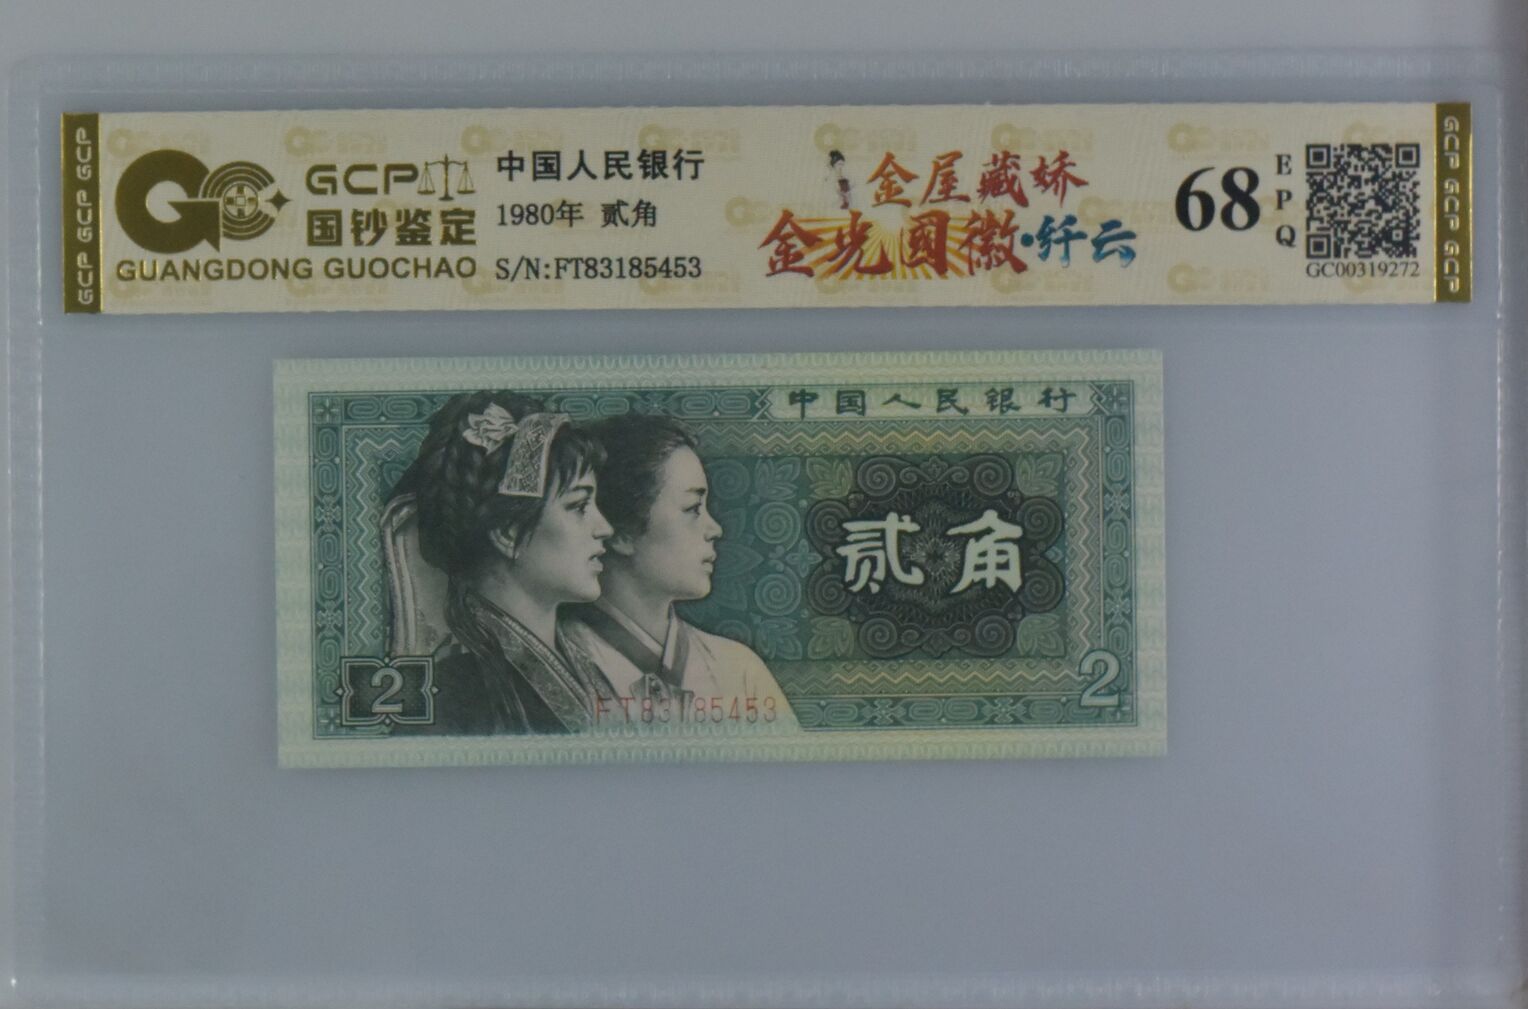 GCP GCP GCP
GCP
国钞鉴定
GUANGDONG GUOCHAO
中国人民银行
1980年 贰角
S/N:FT83185453
金屋藏娇
金光國徽·纤云
68
EPQ
GC00319272
GCP GCP GCP
中国人民银行
贰角
2
2
FT83185453